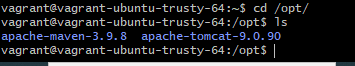 vagrant@vagrant-ubuntu-trusty-64:~$ cd /opt/
vagrant@vagrant-ubuntu-trusty-64:/opt$ ls
apache-maven-3.9.8  apache-tomcat-9.0.90
vagrant@vagrant-ubuntu-trusty-64:/opt$